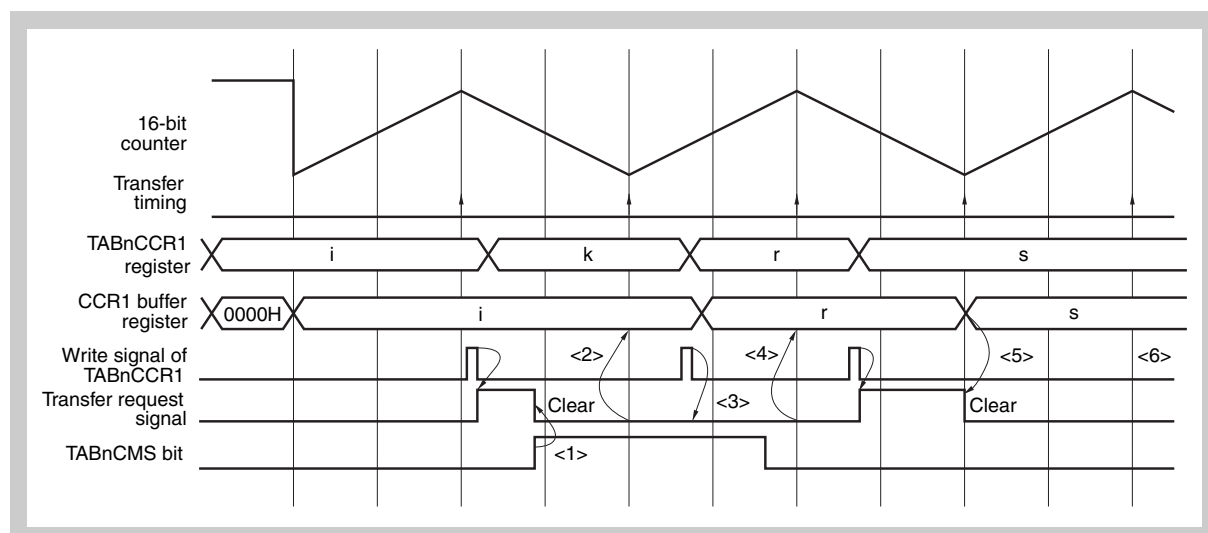 16-bit
counter
Transfer
timing
TABnCCR1
register
i
k
r
s
CCR1 buffer
register
0000H
i
r
s
Write signal of
TABnCCR1
<2>
<4>
<5>
<6>
Transfer request
signal
Clear
<3>
Clear
TABnCMS bit
<1>